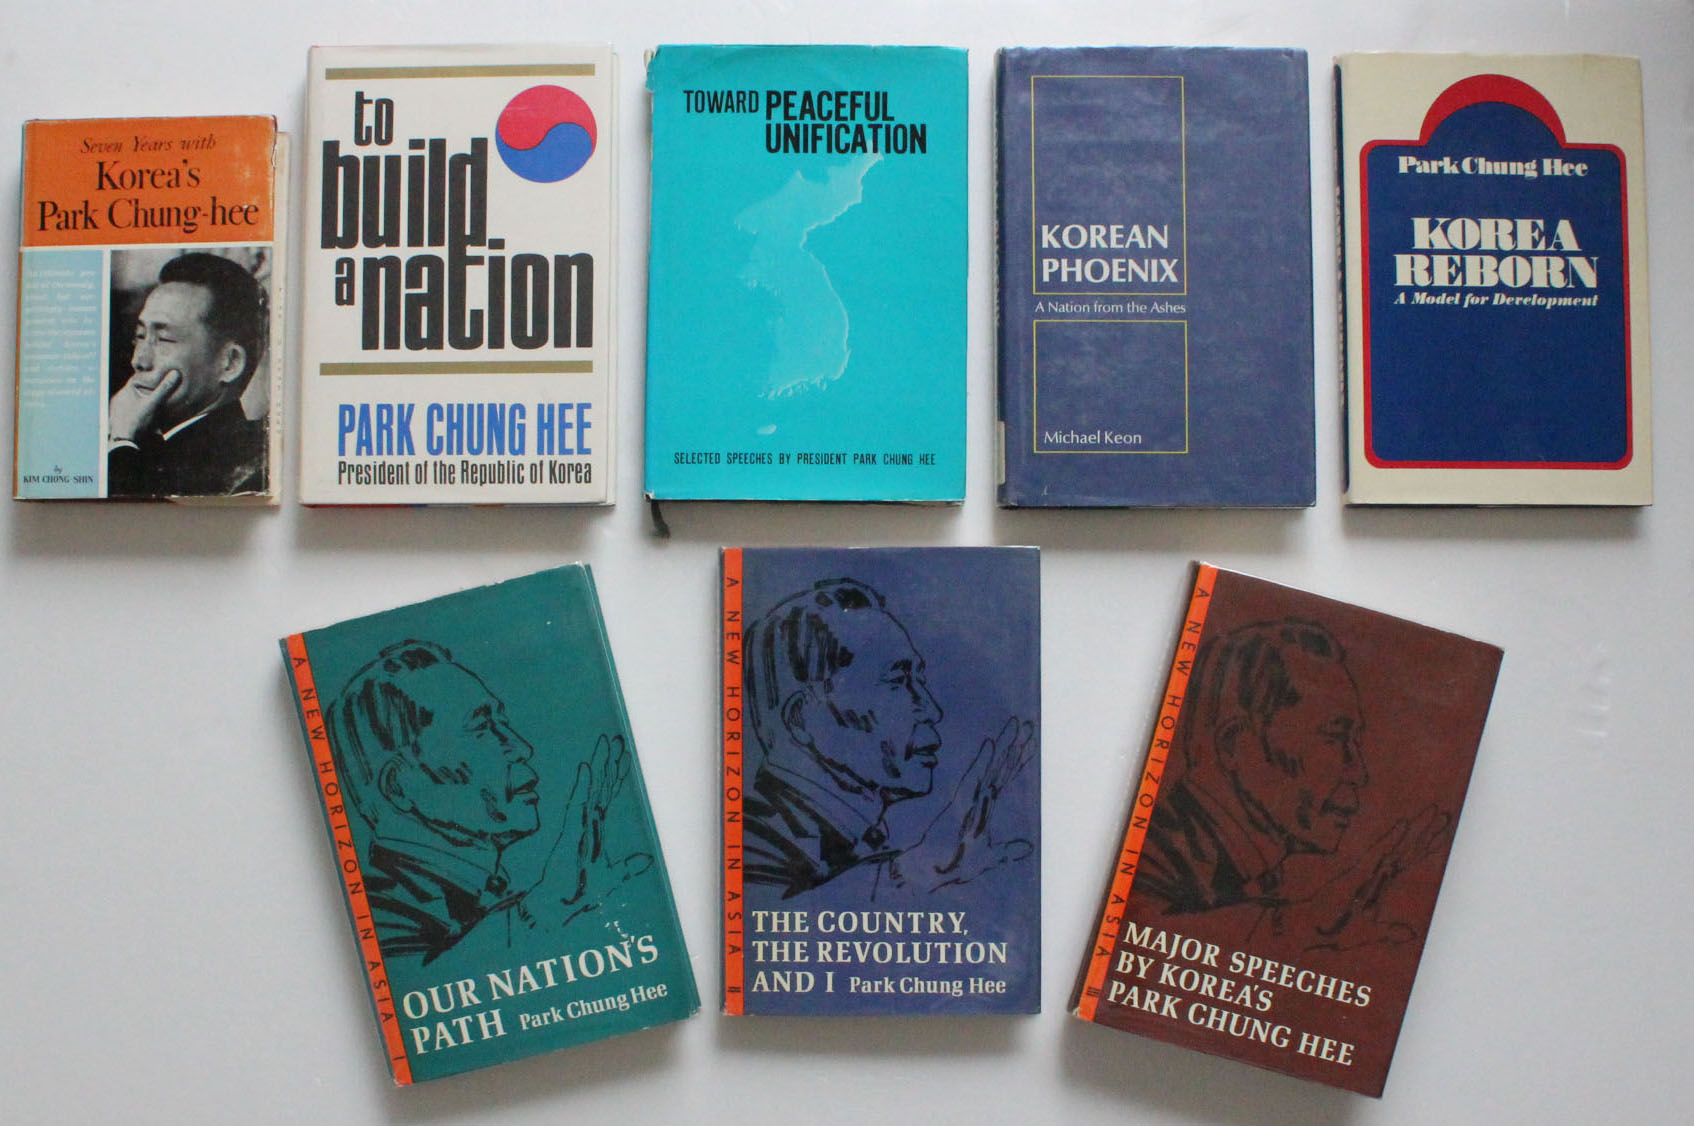 Seven Years with
Korea's
Park Chung-hee
by
KIM CHONG-SHIN
to
build
a nation
PARK CHUNG HEE
President of the Republic of Korea
TOWARD PEACEFUL
UNIFICATION
SELECTED SPEECHES BY PRESIDENT PARK CHUNG HEE
KOREAN
PHOENIX
A Nation from the Ashes
Michael Keon
Park Chung Hee
KOREA
REBORN
A Model for Development
A NEW HORIZON IN ASIA I
OUR NATION'S
PATH Park Chung Hee
A NEW HORIZON IN ASIA II
THE COUNTRY,
THE REVOLUTION
AND I Park Chung Hee
A NEW HORIZON IN ASIA III
MAJOR SPEECHES
BY KOREA'S
PARK CHUNG HEE